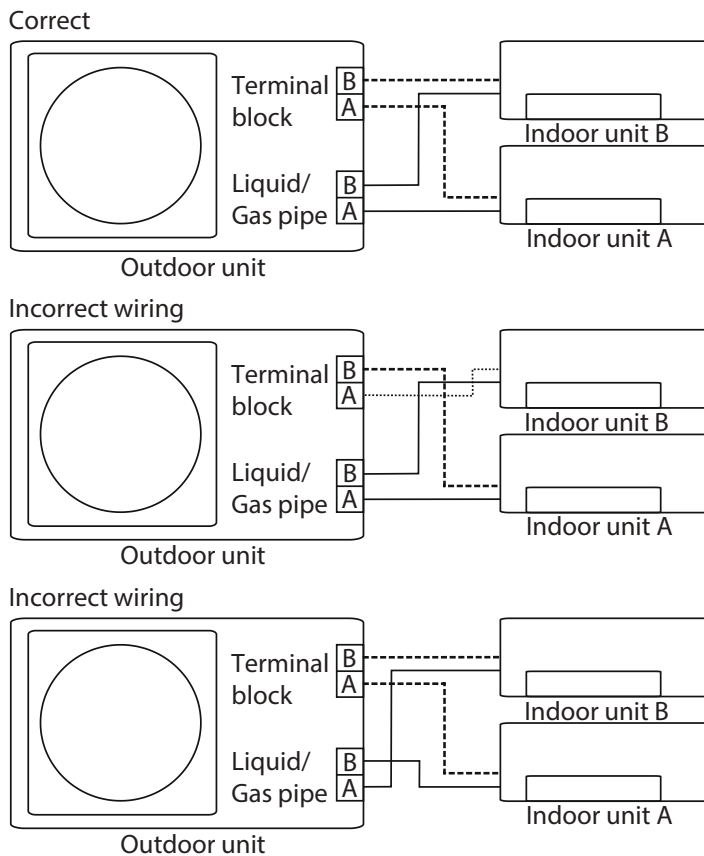 Correct
Terminal
block
B
A
Liquid/
Gas pipe
B
A
Outdoor unit
Indoor unit B
Indoor unit A
Incorrect wiring
Terminal
block
B
A
Liquid/
Gas pipe
B
A
Outdoor unit
Indoor unit B
Indoor unit A
Incorrect wiring
Terminal
block
B
A
Liquid/
Gas pipe
B
A
Outdoor unit
Indoor unit B
Indoor unit A